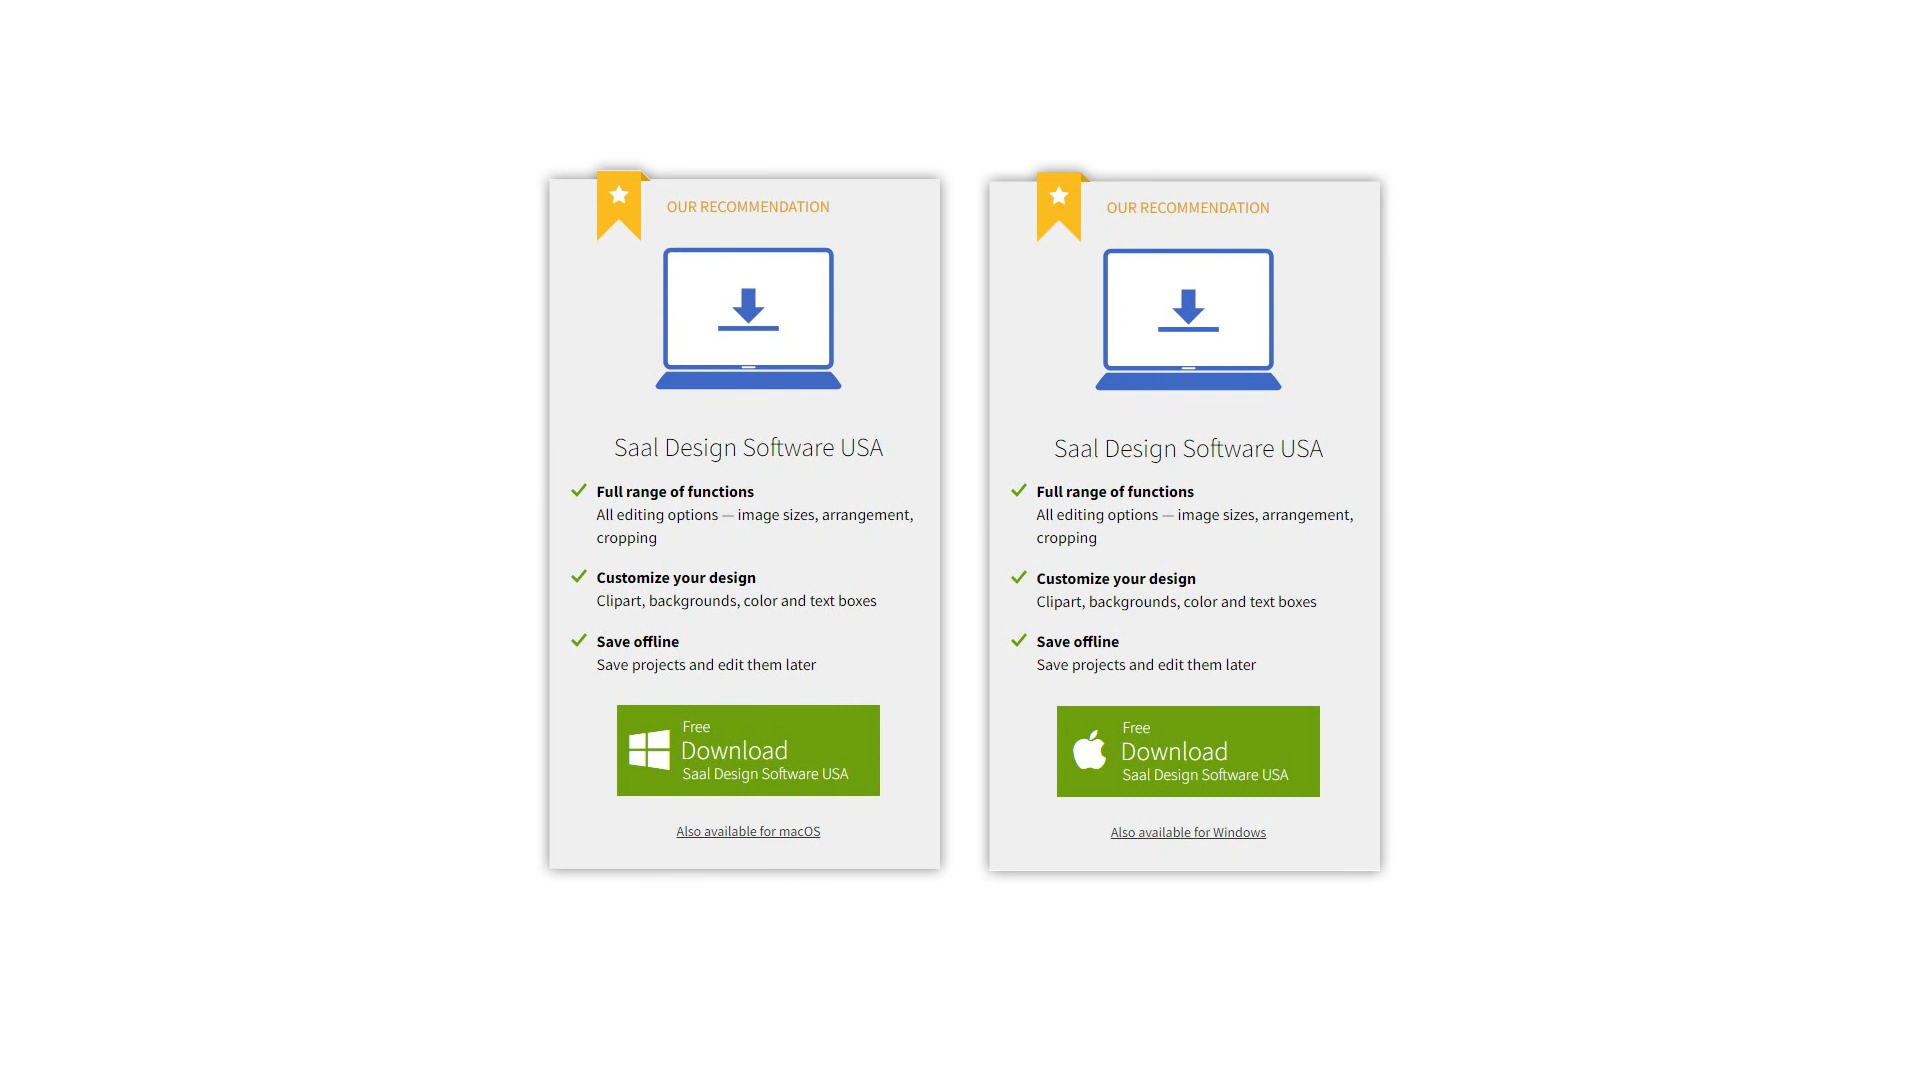 OUR RECOMMENDATION
Saal Design Software USA
Full range of functions
All editing options — image sizes, arrangement,
cropping
Customize your design
Clipart, backgrounds, color and text boxes
Save offline
Save projects and edit them later
Free
Download
Saal Design Software USA
Also available for macOS
OUR RECOMMENDATION
Saal Design Software USA
Full range of functions
All editing options — image sizes, arrangement,
cropping
Customize your design
Clipart, backgrounds, color and text boxes
Save offline
Save projects and edit them later
Free
Download
Saal Design Software USA
Also available for Windows